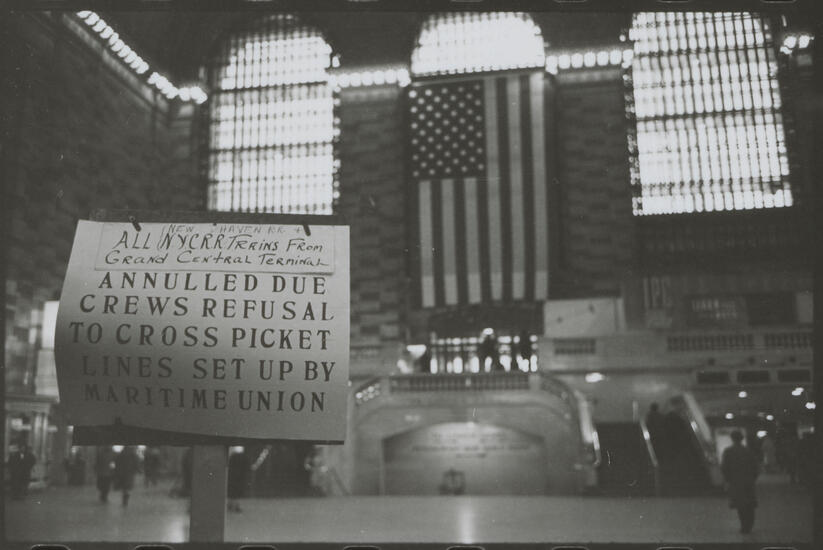 (NEW HAVEN RR +
ALL NYCRR TRAINS FROM
GRAND CENTRAL TERMINAL
ANNULLED DUE
CREWS REFUSAL
TO CROSS PICKET
LINES SET UP BY
MARITIME UNION